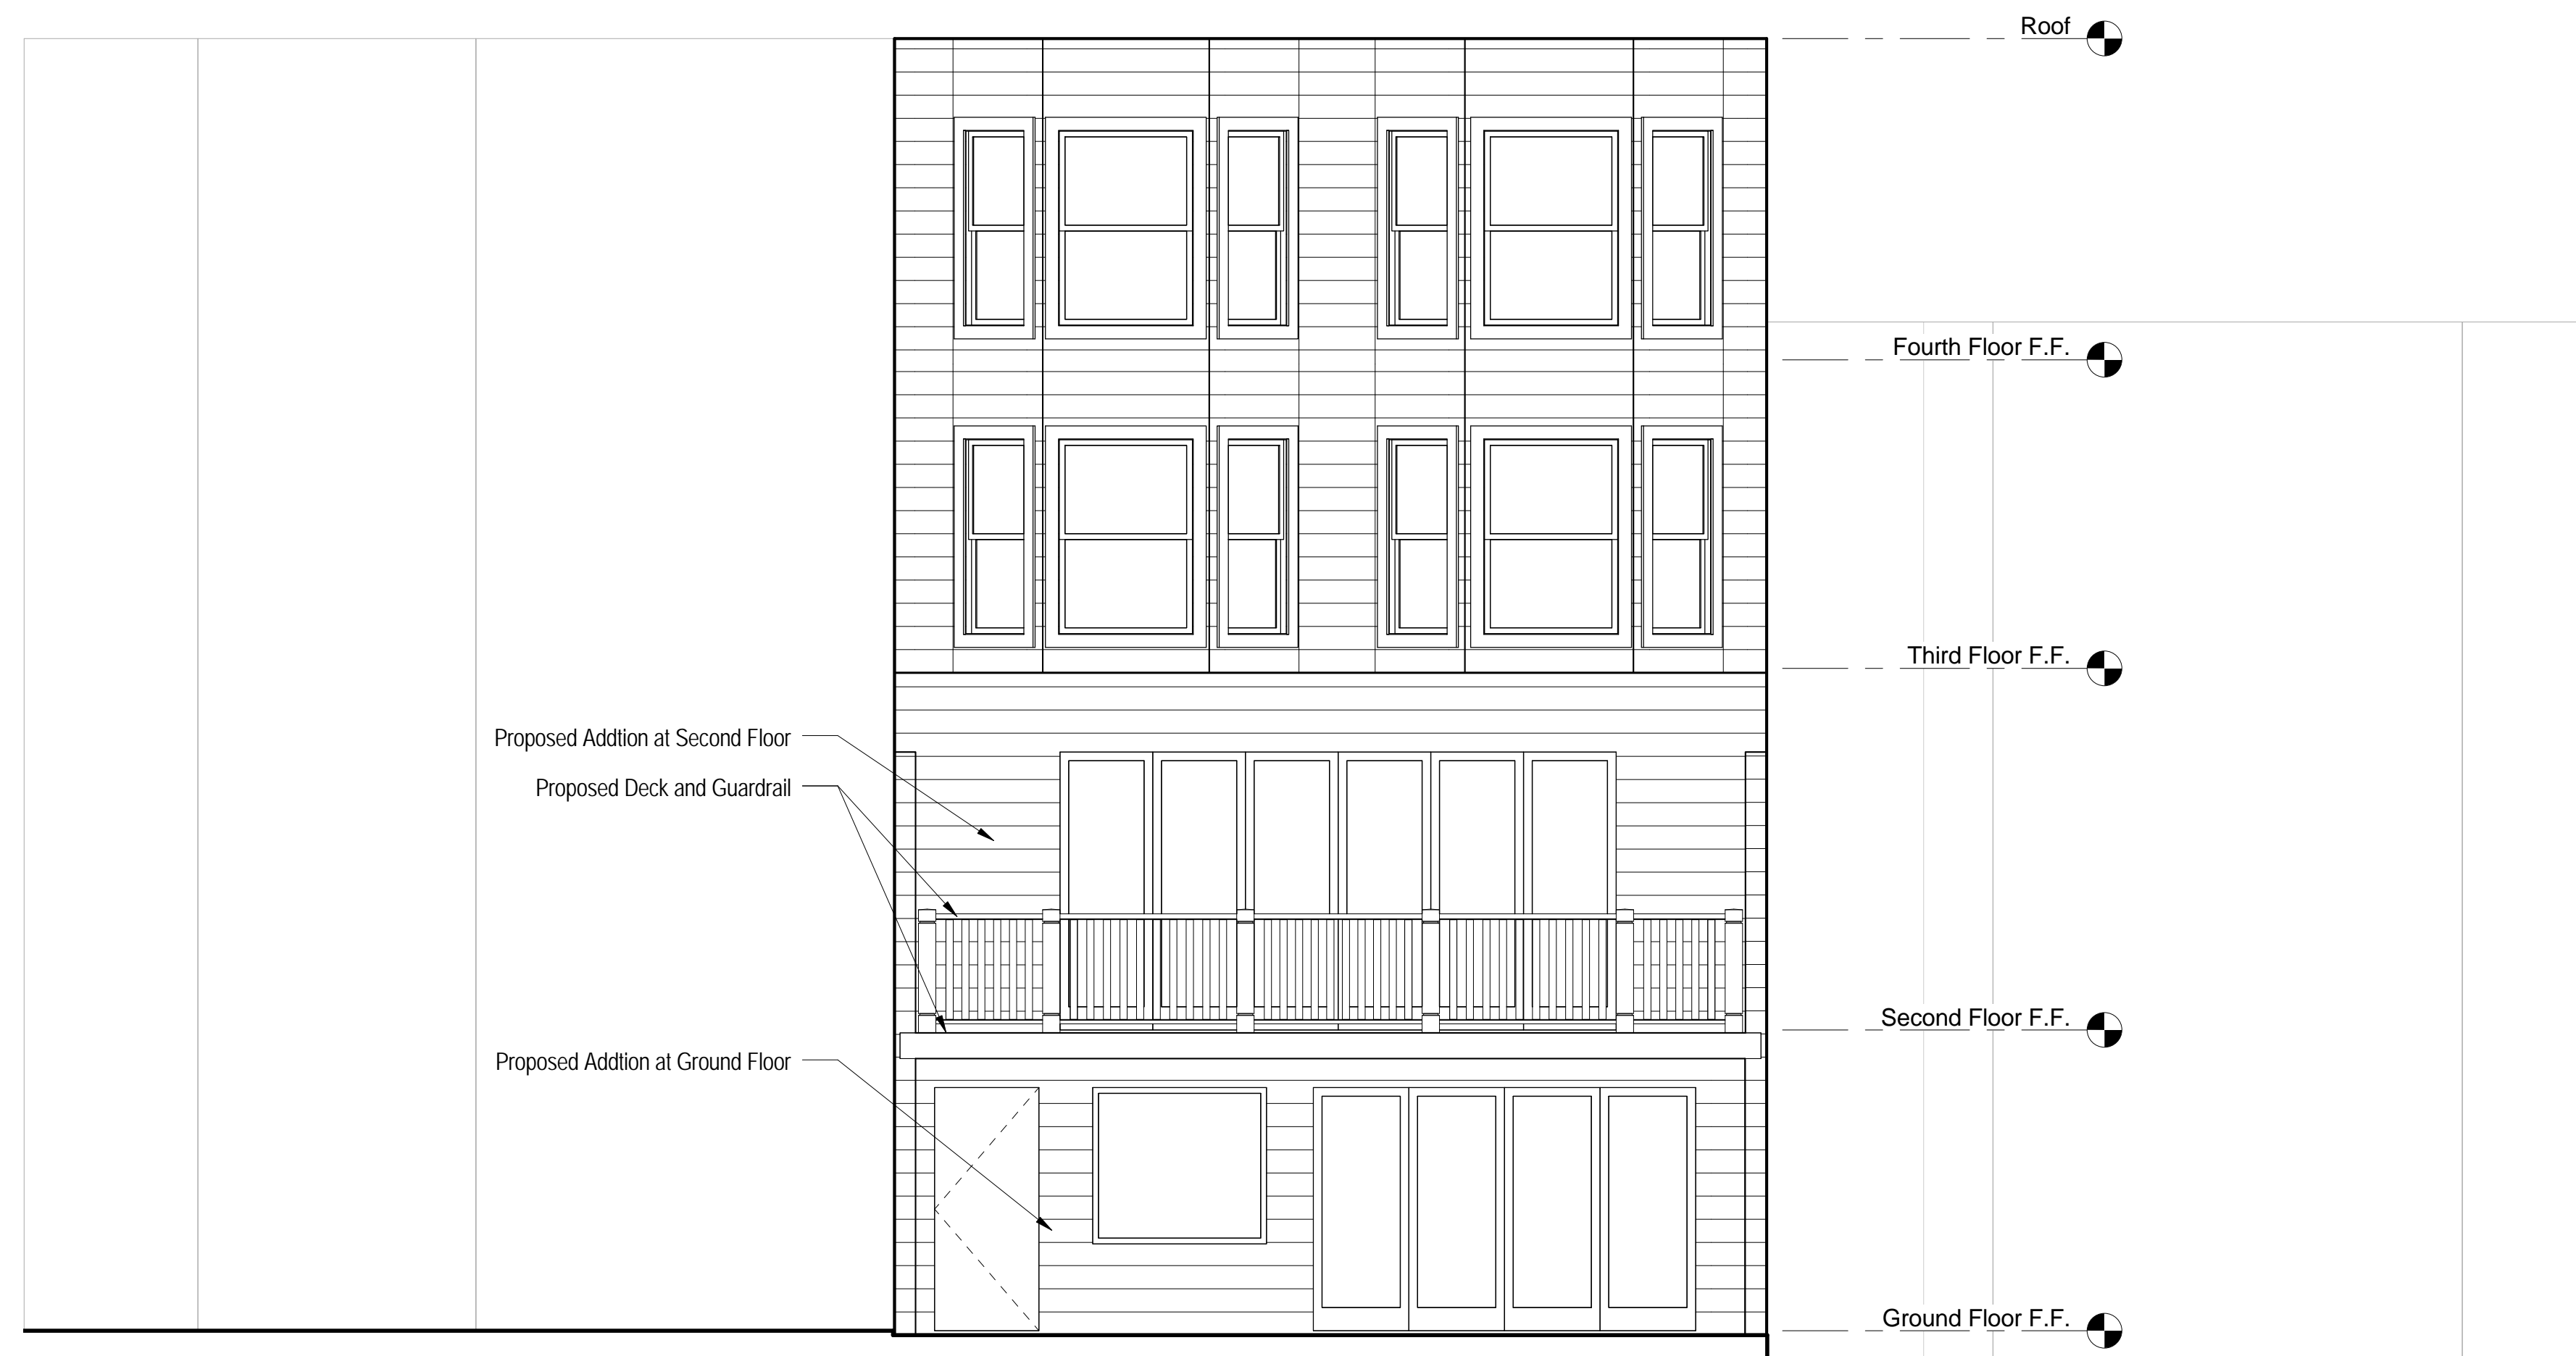 Roof
Fourth Floor F.F.
Third Floor F.F.
Proposed Addtion at Second Floor
Proposed Deck and Guardrail
Second Floor F.F.
Proposed Addtion at Ground Floor
Ground Floor F.F.